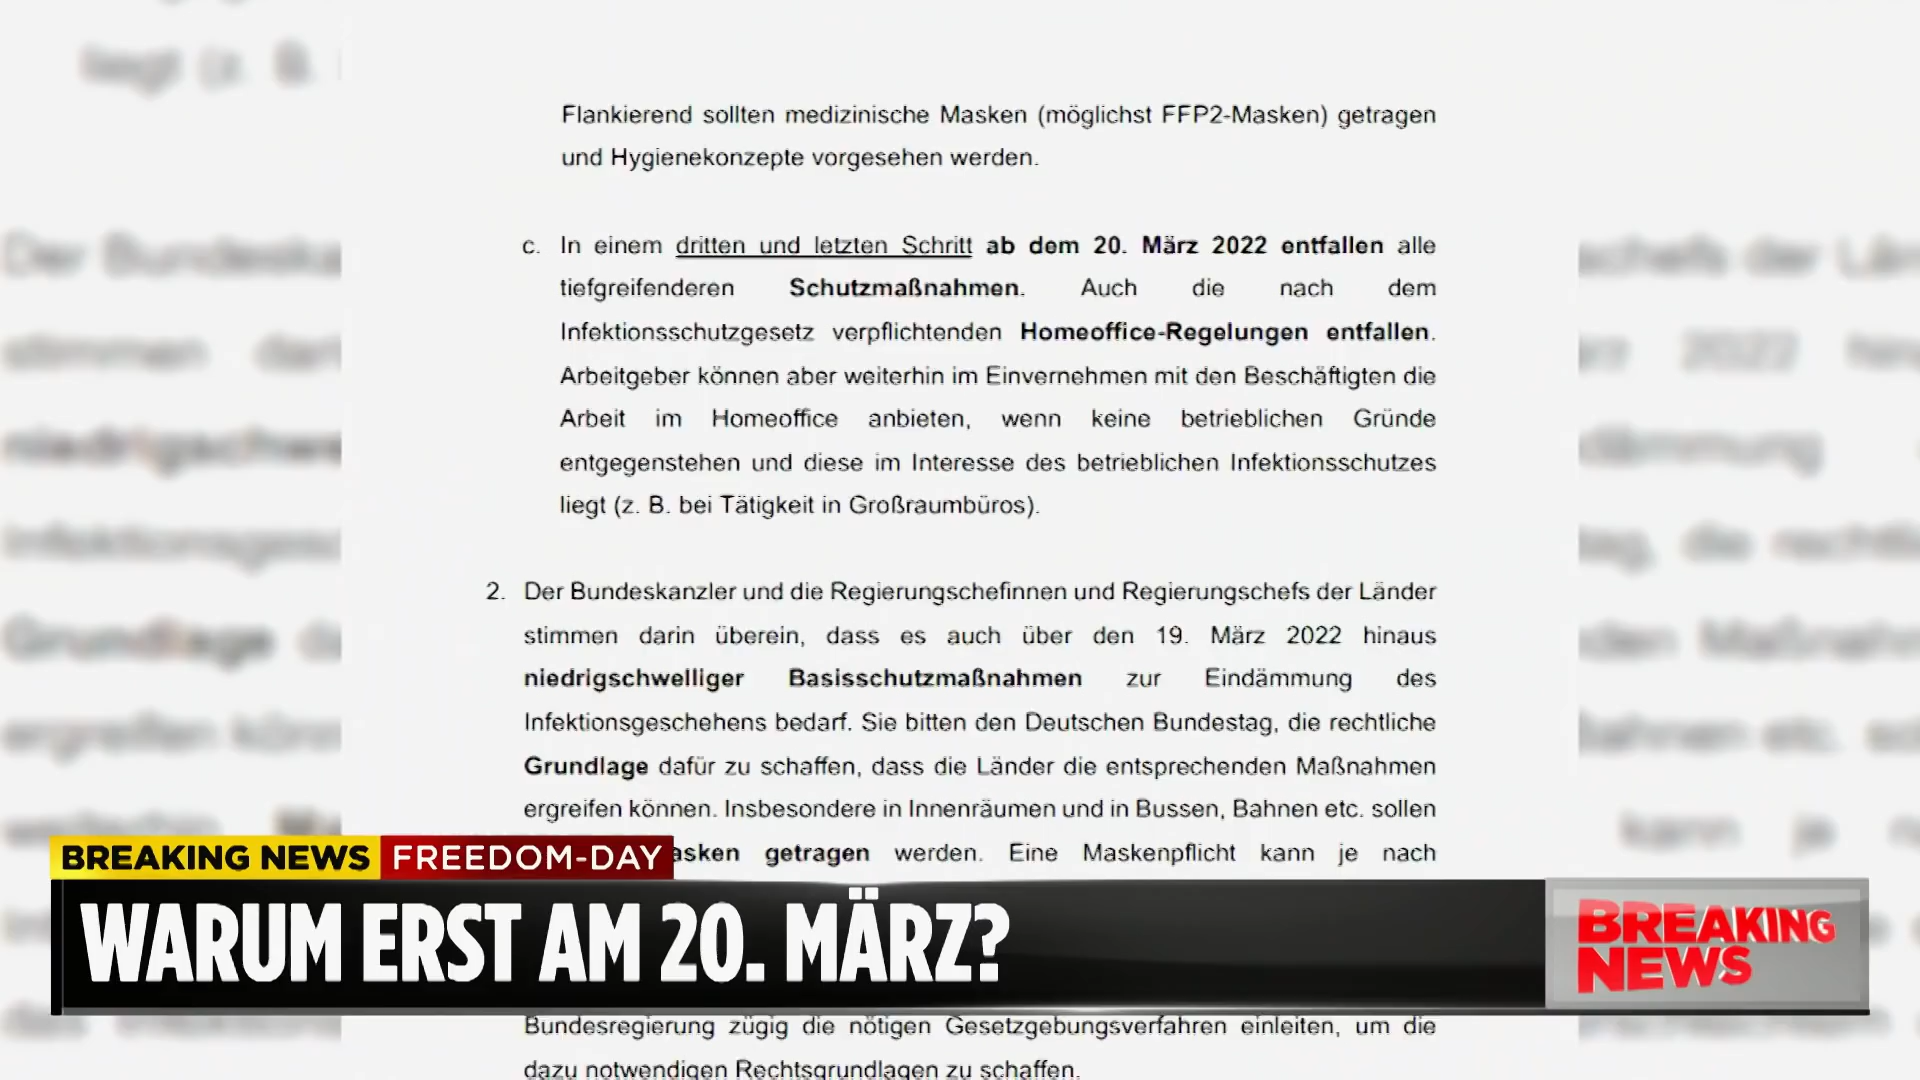 Flankierend sollten medizinische Masken (möglichst FFP2-Masken) getragen
und Hygienekonzepte vorgesehen werden.
c. In einem dritten und letzten Schritt ab dem 20. März 2022 entfallen alle
tiefgreifenderen Schutzmaßnahmen. Auch die nach dem
Infektionsschutzgesetz verpflichtenden Homeoffice-Regelungen entfallen.
Arbeitgeber können aber weiterhin im Einvernehmen mit den Beschäftigten die
Arbeit im Homeoffice anbieten, wenn keine betrieblichen Gründe
entgegenstehen und diese im Interesse des betrieblichen Infektionsschutzes
liegt (z. B. bei Tätigkeit in Großraumbüros).
2. Der Bundeskanzler und die Regierungschefinnen und Regierungschefs der Länder
stimmen darin überein, dass es auch über den 19. März 2022 hinaus
niedrigschwelliger Basisschutzmaßnahmen zur Eindämmung des
Infektionsgeschehens bedarf. Sie bitten den Deutschen Bundestag, die rechtliche
Grundlage dafür zu schaffen, dass die Länder die entsprechenden Maßnahmen
ergreifen können. Insbesondere in Innenräumen und in Bussen, Bahnen etc. sollen
asken getragen werden. Eine Maskenpflicht kann je nach
BREAKING NEWS FREEDOM-DAY
WARUM ERST AM 20. MÄRZ?
BREAKING
NEWS
Bundesregierung zügig die nötigen Gesetzgebungsverfahren einleiten, um die
dazu notwendigen Rechtsgrundlagen zu schaffen.